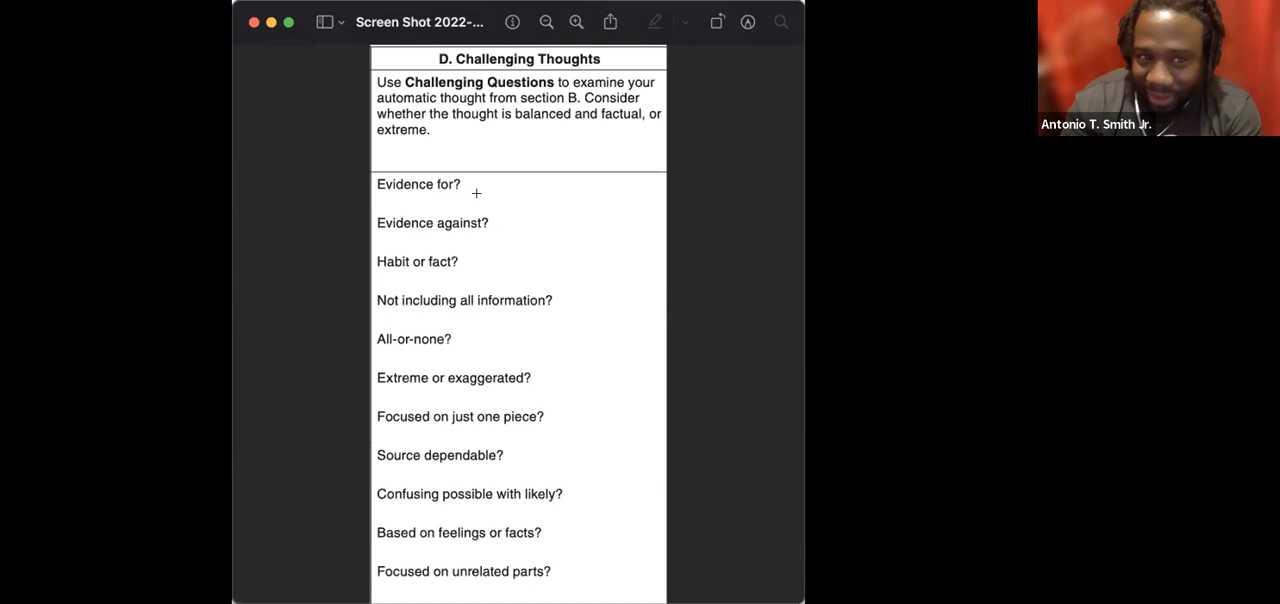 Screen Shot 2022-...
D. Challenging Thoughts
Use Challenging Questions to examine your
automatic thought from section B. Consider
whether the thought is balanced and factual, or
extreme.
Evidence for?
Evidence against?
Habit or fact?
Not including all information?
All-or-none?
Extreme or exaggerated?
Focused on just one piece?
Source dependable?
Confusing possible with likely?
Based on feelings or facts?
Focused on unrelated parts?
Antonio T. Smith Jr.